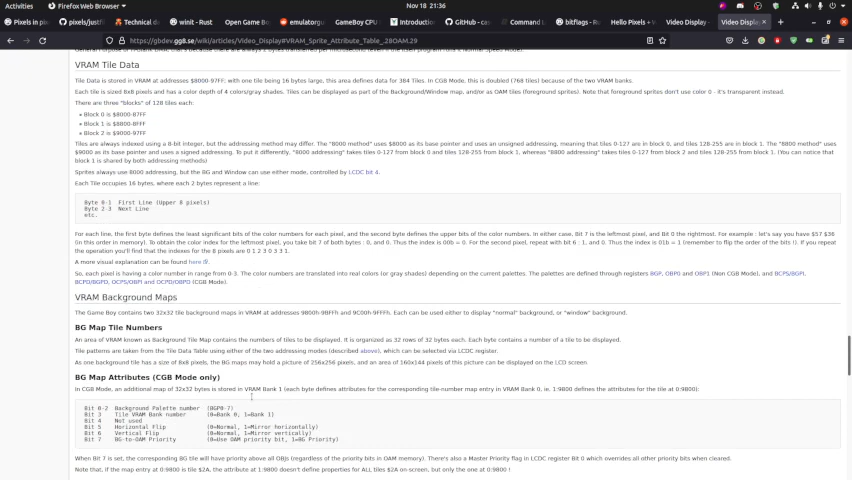 Activities
Firefox Web Browser
Nov 18 21:36
Pixels in pi
pixels/justfi
Technical do
winit - Rust
Open Game Bo
emulatorgu
GameBoy CPU
Introduction
GitHub - ca
Command L
bitflags - Ru
Hello Pixels + W
Video Display
Video Display
https://gbdev.gg8.se/wiki/articles/Video_Display#VRAM_Sprite_Attribute_Table_.28OAM.29
VRAM Tile Data
Tile Data is stored in VRAM at addresses $8000-97FF; with one tile being 16 bytes large, this area defines data for 384 Tiles. In CGB Mode, this is doubled (768 tiles) because of the two VRAM banks.
Each tile is sized 8x8 pixels and has a color depth of 4 colors/gray shades. Tiles can be displayed as part of the Background/Window map, and/or as OAM tiles (foreground sprites). Note that foreground sprites don't use color 0 - it's transparent instead.
There are three "blocks" of 128 tiles each:
Block 0 is $8000-87FF
Block 1 is $8800-8FFF
Block 2 is $9000-97FF
Tiles are always indexed using a 8-bit integer, but the addressing method may differ. The "8000 method" uses $8000 as its base pointer and uses an unsigned addressing, meaning that tiles 0-127 are in block 0, and tiles 128-255 are in block 1. The "8800 method" uses
$9000 as its base pointer and uses a signed addressing. To put it differently, "8000 addressing" takes tiles 0-127 from block 0 and tiles 128-255 from block 1, whereas "8800 addressing" takes tiles 0-127 from block 2 and tiles 128-255 from block 1. (You can notice that
block 1 is shared by both addressing methods)
Sprites always use 8000 addressing, but the BG and Window can use either mode, controlled by LCDC bit 4.
Each Tile occupies 16 bytes, where each 2 bytes represent a line:
Byte 0-1 First Line (Upper 8 pixels)
Byte 2-3 Next Line
etc.
For each line, the first byte defines the least significant bits of the color numbers for each pixel, and the second byte defines the upper bits of the color numbers. In either case, Bit 7 is the leftmost pixel, and Bit 0 the rightmost. For example : let's say you have $57 $36
(in this order in memory). To obtain the color index for the leftmost pixel, you take bit 7 of both bytes : 0, and 0. Thus the index is 00b = 0. For the second pixel, repeat with bit 6 : 1, and 0. Thus the index is 01b = 1 (remember to flip the order of the bits !). If you repeat
the operation you'll find that the indexes for the 8 pixels are 0 1 2 3 0 3 3 1.
A more visual explanation can be found here.
So, each pixel is having a color number in range from 0-3. The color numbers are translated into real colors (or gray shades) depending on the current palettes. The palettes are defined through registers BGP, OBP0 and OBP1 (Non CGB Mode), and BCPS/BGPI,
BCPD/BGPD, OCPS/OBPI and OCPD/OBPD (CGB Mode).
VRAM Background Maps
The Game Boy contains two 32x32 tile background maps in VRAM at addresses 9800h-9BFFh and 9C00h-9FFFh. Each can be used either to display "normal" background, or "window" background.
BG Map Tile Numbers
An area of VRAM known as Background Tile Map contains the numbers of tiles to be displayed. It is organized as 32 rows of 32 bytes each. Each byte contains a number of a tile to be displayed.
Tile patterns are taken from the Tile Data Table using either of the two addressing modes (described above), which can be selected via LCDC register.
As one background tile has a size of 8x8 pixels, the BG maps may hold a picture of 256x256 pixels, and an area of 160x144 pixels of this picture can be displayed on the LCD screen.
BG Map Attributes (CGB Mode only)
In CGB Mode, an additional map of 32x32 bytes is stored in VRAM Bank 1 (each byte defines attributes for the corresponding tile-number map entry in VRAM Bank 0, ie. 1:9800 defines the attributes for the tile at 0:9800):
Bit 0-2 Background Palette number (BGP0-7)
Bit 3 Tile VRAM Bank number (0=Bank 0, 1=Bank 1)
Bit 4 Not used
Bit 5 Horizontal Flip (0=Normal, 1=Mirror horizontally)
Bit 6 Vertical Flip (0=Normal, 1=Mirror vertically)
Bit 7 BG-to-OAM Priority (0=Use OAM priority bit, 1=BG Priority)
When Bit 7 is set, the corresponding BG tile will have priority above all OBJs (regardless of the priority bits in OAM memory). There's also a Master Priority flag in LCDC register Bit 0 which overrides all other priority bits when cleared.
Note that, if the map entry at 0:9800 is tile $2A, the attribute at 1:9800 doesn't define properties for ALL tiles $2A on-screen, but only the one at 0:9800 !